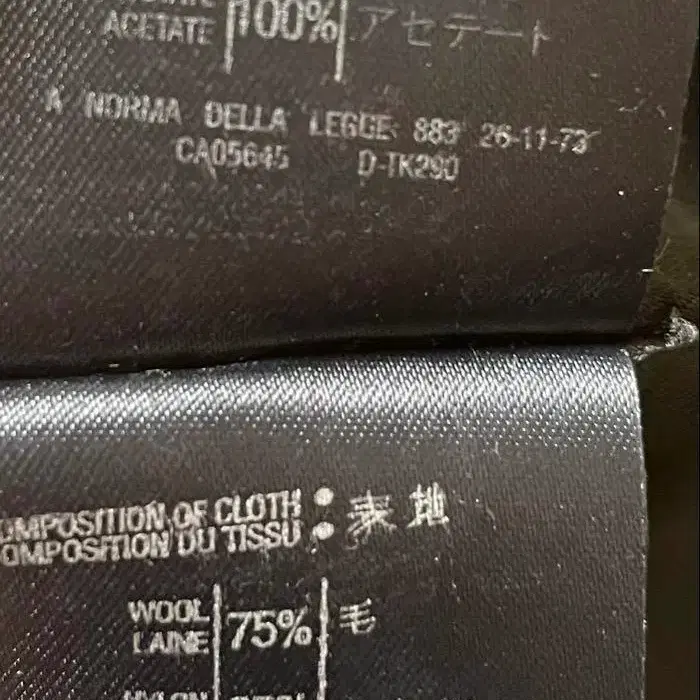 ACETATE 100% アセテート
A NORMA DELLA LEGGE 883 26-11-73
CA05645 D-TK290
COMPOSITION OF CLOTH : 表地
COMPOSITION DU TISSU :
WOOL
LAINE 75% 毛
NYLON